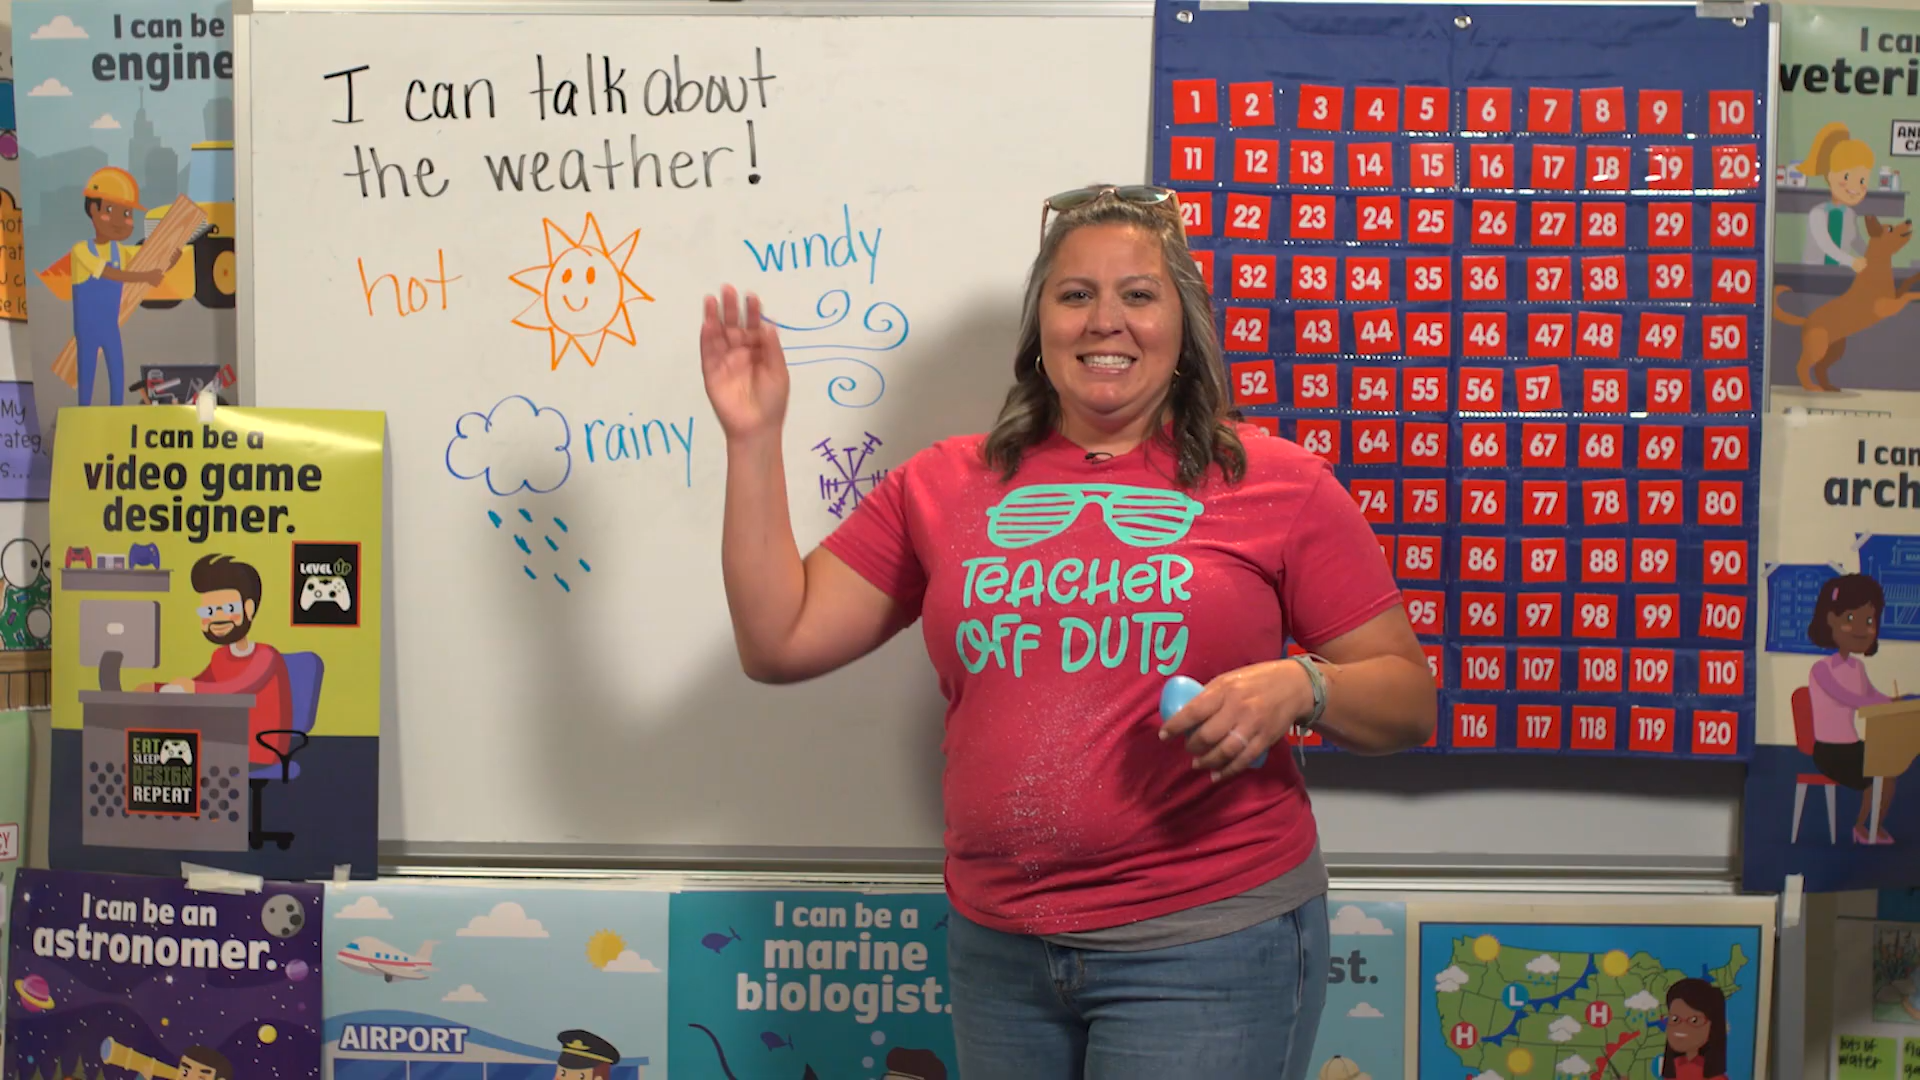 I can be
engine
I can talk about
the weather!
hot
windy
rainy
I can be a
video game
designer.
LEVEL UP
EAT
SLEEP
DESIGN
REPEAT
I can be an
astronomer.
AIRPORT
I can be a
marine
biologist.
TEACHER
OFF DUTY
1 2 3 4 5 6 7 8 9 10
11 12 13 14 15 16 17 18 19 20
21 22 23 24 25 26 27 28 29 30
32 33 34 35 36 37 38 39 40
42 43 44 45 46 47 48 49 50
52 53 54 55 56 57 58 59 60
63 64 65 66 67 68 69 70
74 75 76 77 78 79 80
85 86 87 88 89 90
95 96 97 98 99 100
106 107 108 109 110
116 117 118 119 120
I can
veteri
I can
arch
st.
L
H
H
lots of
water
My